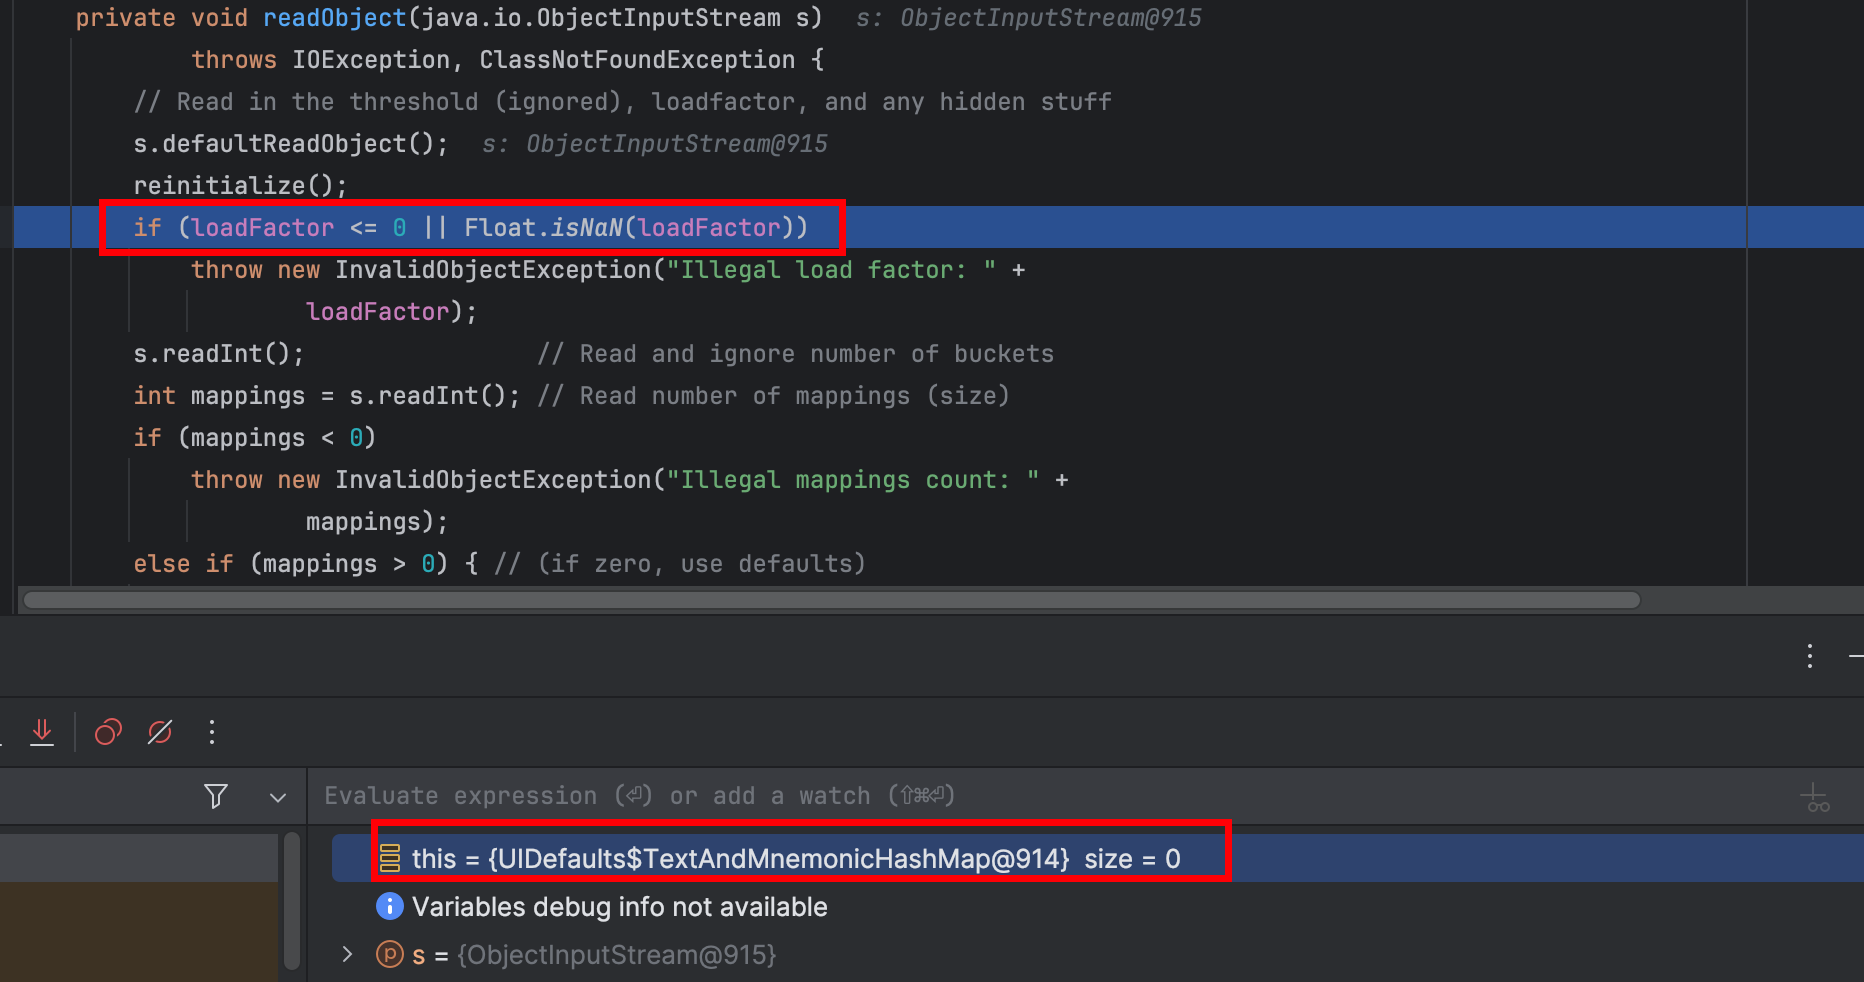 private void readObject(java.io.ObjectInputStream s)  s: ObjectInputStream@915
throws IOException, ClassNotFoundException {
// Read in the threshold (ignored), loadfactor, and any hidden stuff
s.defaultReadObject();  s: ObjectInputStream@915
reinitialize();
if (loadFactor <= 0 || Float.isNaN(loadFactor))
throw new InvalidObjectException("Illegal load factor: " +
loadFactor);
s.readInt();                // Read and ignore number of buckets
int mappings = s.readInt(); // Read number of mappings (size)
if (mappings < 0)
throw new InvalidObjectException("Illegal mappings count: " +
mappings);
else if (mappings > 0) { // (if zero, use defaults)
Evaluate expression (⏎) or add a watch (⇧⌘⏎)
this = {UIDefaults$TextAndMnemonicHashMap@914} size = 0
Variables debug info not available
s = {ObjectInputStream@915}